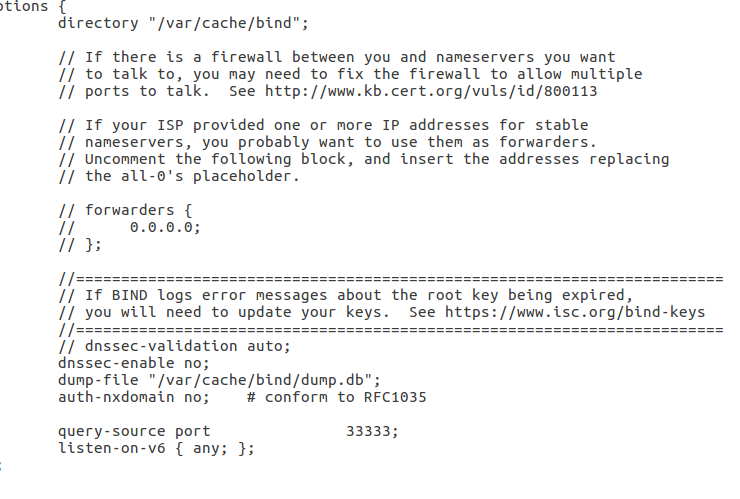 otions {
directory "/var/cache/bind";
// If there is a firewall between you and nameservers you want
// to talk to, you may need to fix the firewall to allow multiple
// ports to talk.  See http://www.kb.cert.org/vuls/id/800113
// If your ISP provided one or more IP addresses for stable
// nameservers, you probably want to use them as forwarders.
// Uncomment the following block, and insert the addresses replacing
// the all-0's placeholder.
// forwarders {
//      0.0.0.0;
// };
//========================================================================
// If BIND logs error messages about the root key being expired,
// you will need to update your keys.  See https://www.isc.org/bind-keys
//========================================================================
// dnssec-validation auto;
dnssec-enable no;
dump-file "/var/cache/bind/dump.db";
auth-nxdomain no;    # conform to RFC1035
query-source port               33333;
listen-on-v6 { any; };
;